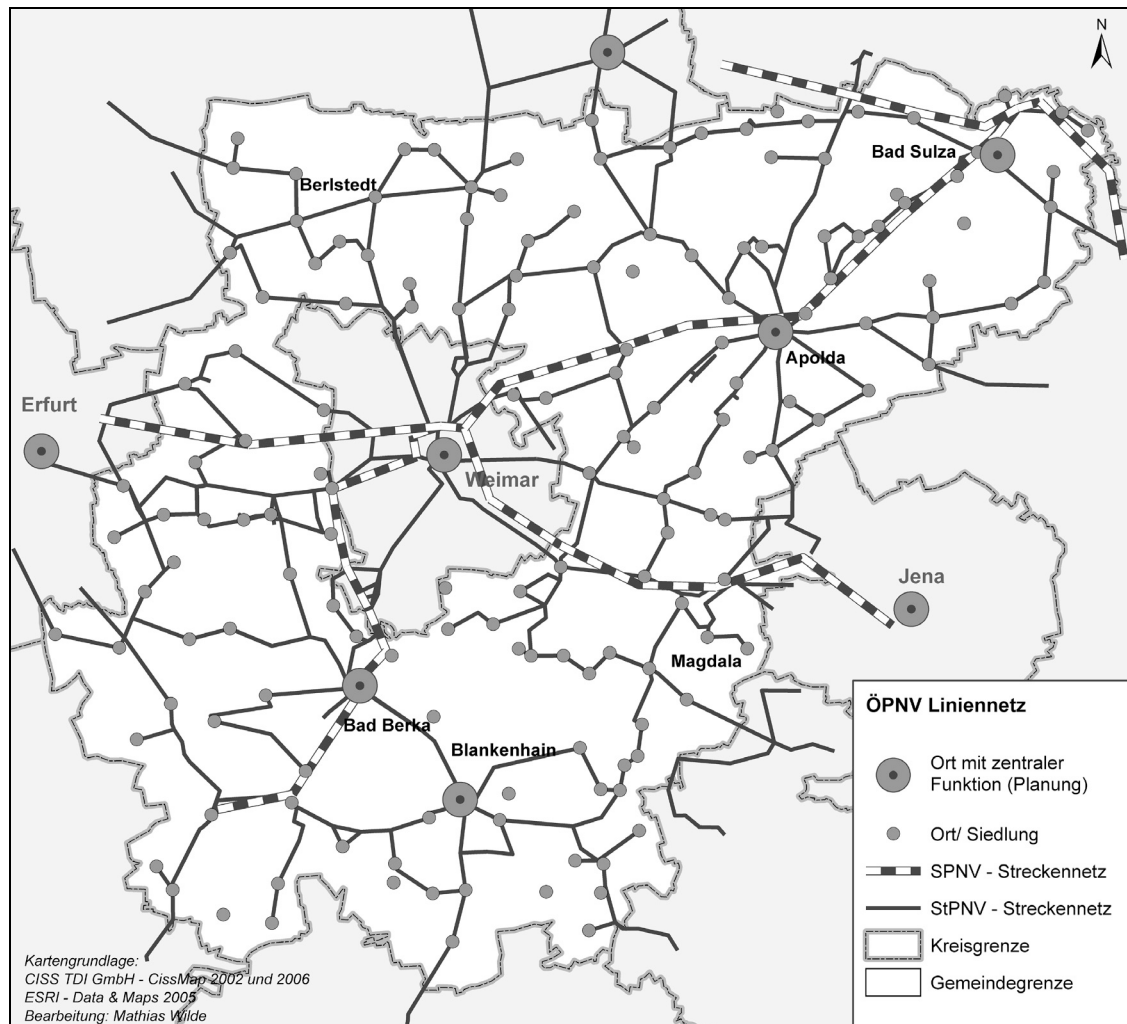 N
Bad Sulza
Berlstedt
Apolda
Erfurt
Weimar
Jena
Magdala
Bad Berka
Blankenhain
ÖPNV Liniennetz
Ort mit zentraler
Funktion (Planung)
Ort/ Siedlung
SPNV - Streckennetz
StPNV - Streckennetz
Kreisgrenze
Gemeindegrenze
Kartengrundlage:
CISS TDI GmbH - CissMap 2002 und 2006
ESRI - Data & Maps 2005
Bearbeitung: Mathias Wilde